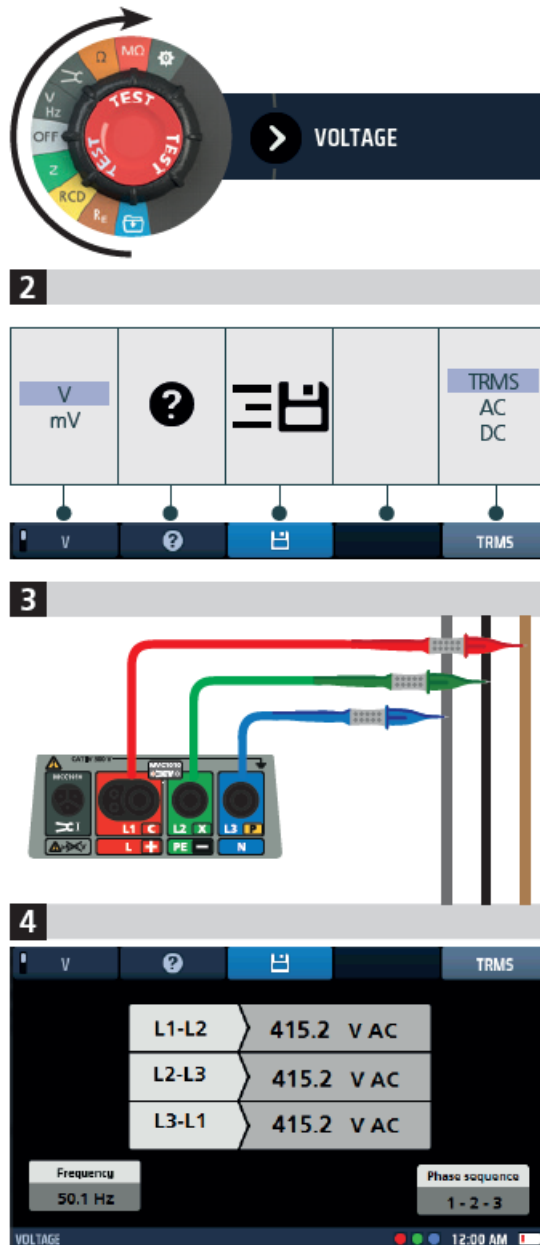 MΩ
Ω
V
Hz
OFF
Z
RCD
RE
TEST
TEST
TEST
VOLTAGE
2
V
mV
?
TRMS
AC
DC
V
?
TRMS
3
CAT IV 300 V
MCC1010
MVC1010
L1 C
L2 X
L3 P
L +
PE -
N
4
V
?
TRMS
L1-L2 415.2 V AC
L2-L3 415.2 V AC
L3-L1 415.2 V AC
Frequency
50.1 Hz
Phase sequence
1 - 2 - 3
VOLTAGE
12:00 AM